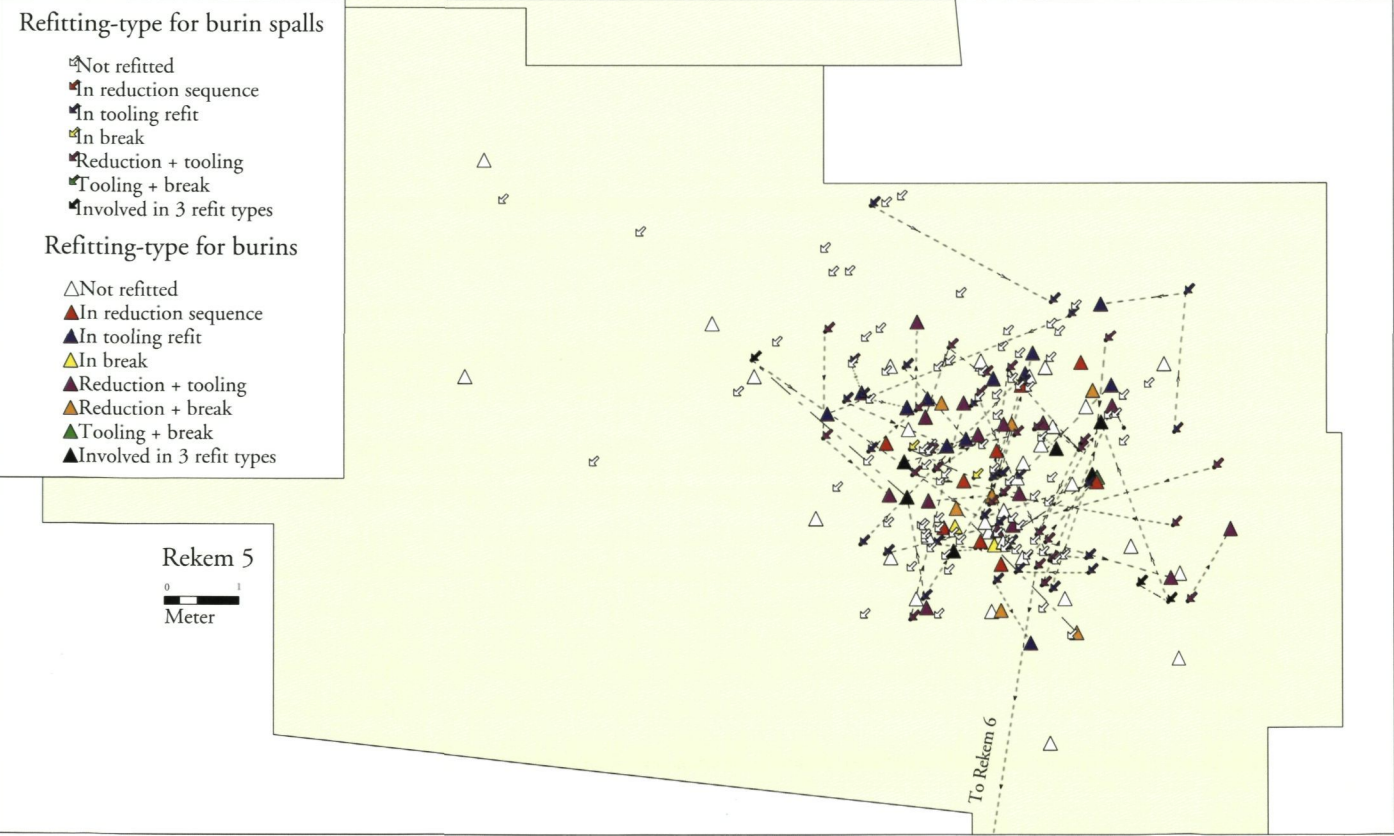 Refitting-type for burin spalls
Not refitted
In reduction sequence
In tooling refit
In break
Reduction + tooling
Tooling + break
Involved in 3 refit types
Refitting-type for burins
Not refitted
In reduction sequence
In tooling refit
In break
Reduction + tooling
Reduction + break
Tooling + break
Involved in 3 refit types
Rekem 5
0 1
Meter
To Rekem 6